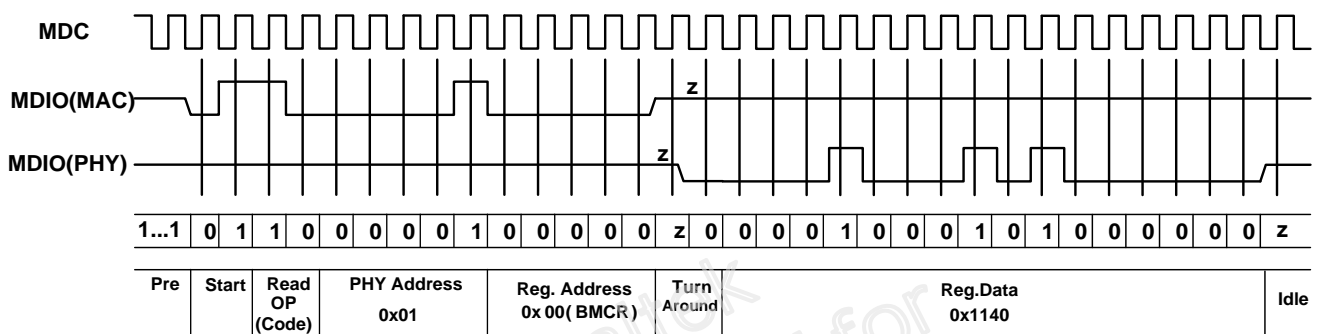 MDC
MDIO(MAC)
z
MDIO(PHY)
z
1...1 0 1 1 0 0 0 0 0 1 0 0 0 0 0 z 0 0 0 0 1 0 0 0 1 0 1 0 0 0 0 0 0 z
Pre Start Read OP (Code) PHY Address 0x01 Reg. Address 0x 00( BMCR) Turn Around Reg.Data 0x1140 Idle
for